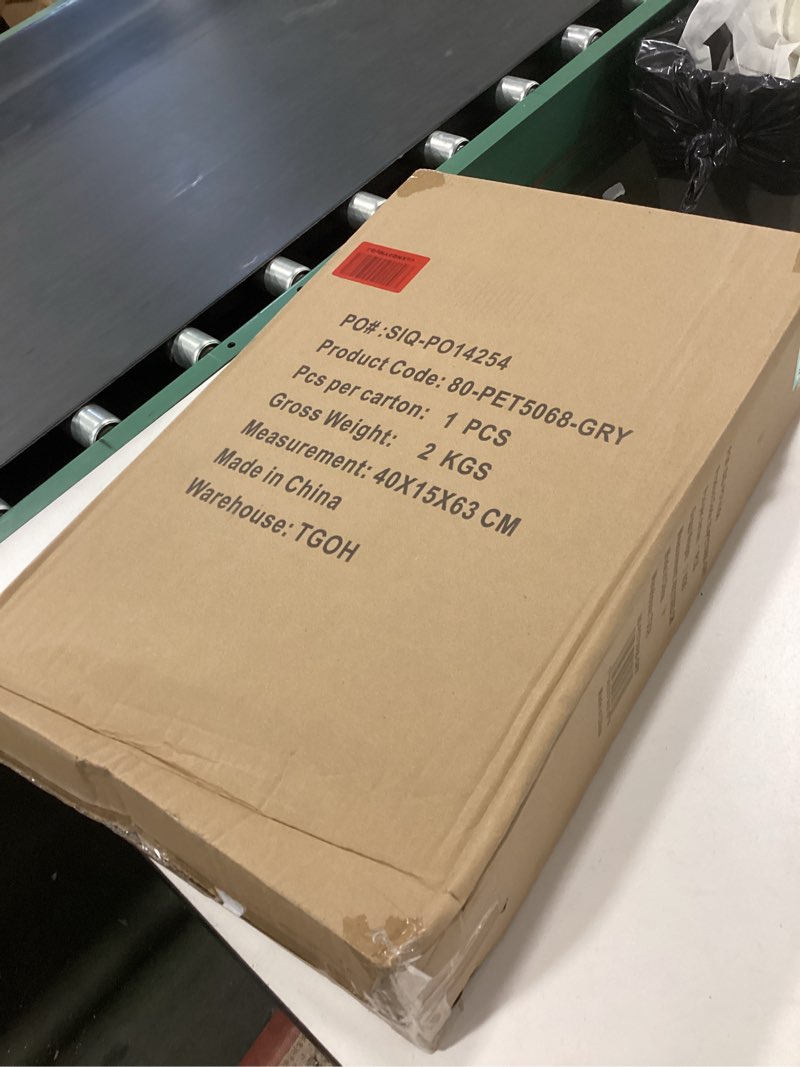 PO# :SIQ-PO14254
Product Code: 80-PET5068-GRY
Pcs per carton: 1 PCS
Gross Weight: 2 KGS
Measurement: 40X15X63 CM
Made in China
Warehouse: TGOH